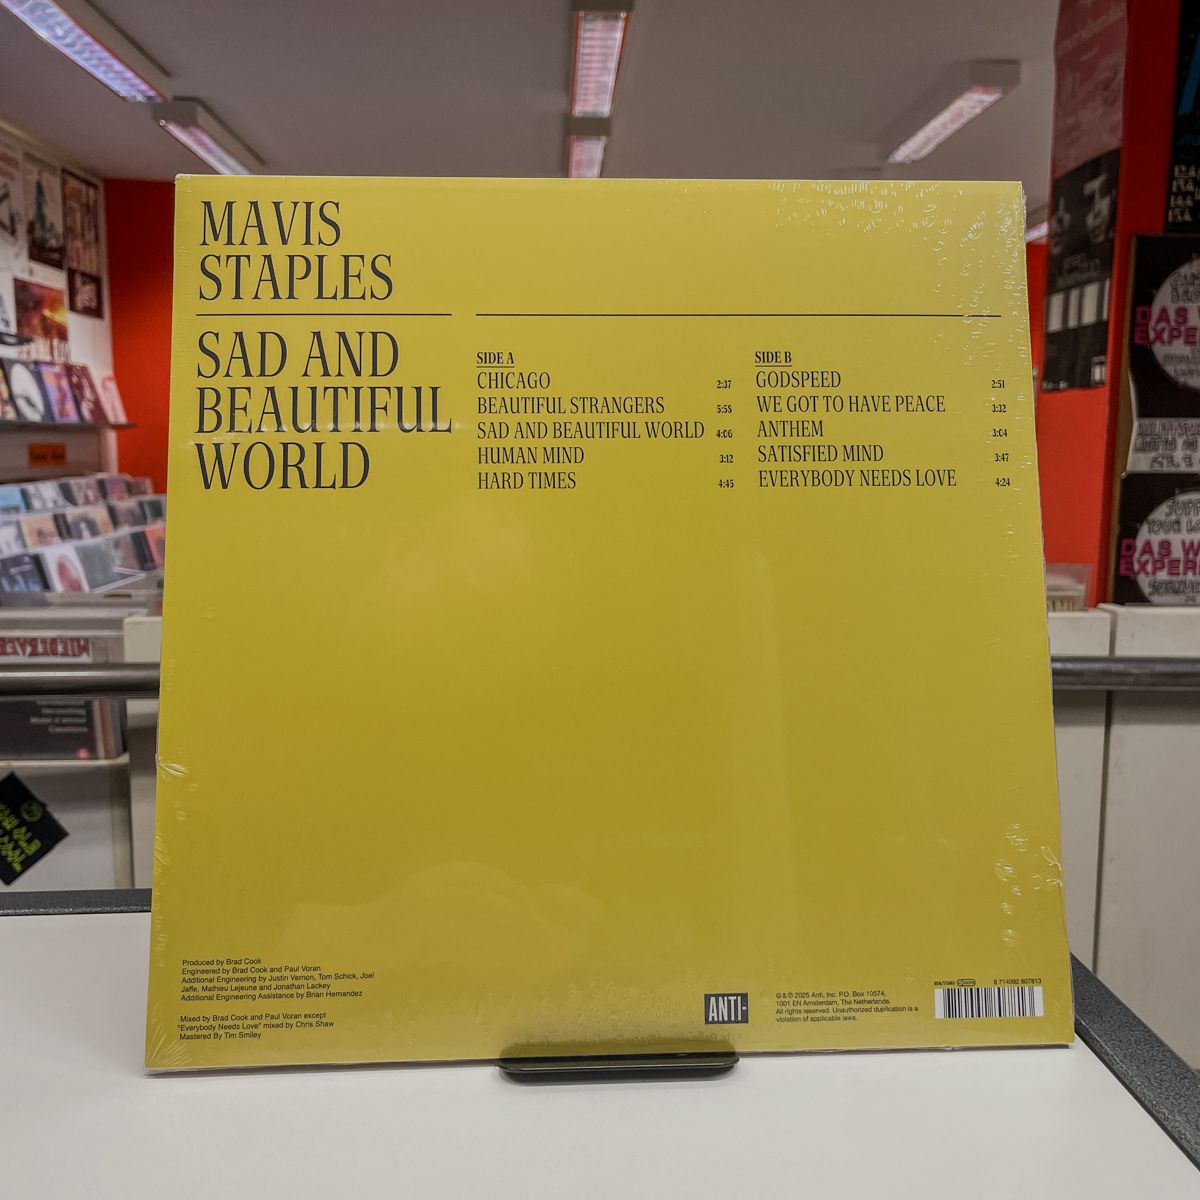 MAVIS
STAPLES
SAD AND
BEAUTIFUL
WORLD
SIDE A
CHICAGO 2:37
BEAUTIFUL STRANGERS 5:58
SAD AND BEAUTIFUL WORLD 4:06
HUMAN MIND 3:12
HARD TIMES 4:45
SIDE B
GODSPEED 2:51
WE GOT TO HAVE PEACE 3:32
ANTHEM 3:04
SATISFIED MIND 3:47
EVERYBODY NEEDS LOVE 4:24
Produced by Brad Cook
Engineered by Brad Cook and Paul Voran
Additional Engineering by Justin Vernon, Tom Schick, Joel
Jaffe, Mathieu Lejeune and Jonathan Lackey
Additional Engineering Assistance by Brian Hernandez
Mixed by Brad Cook and Paul Voran except
"Everybody Needs Love" mixed by Chris Shaw
Mastered By Tim Smiley
ANTI-
© & ℗ 2025 Anti, Inc. P.O. Box 10574,
1001 EN Amsterdam, The Netherlands.
All rights reserved. Unauthorized duplication is a
violation of applicable laws.
8 714092 807813
DAS W
EXPER
DAS W
EXPER